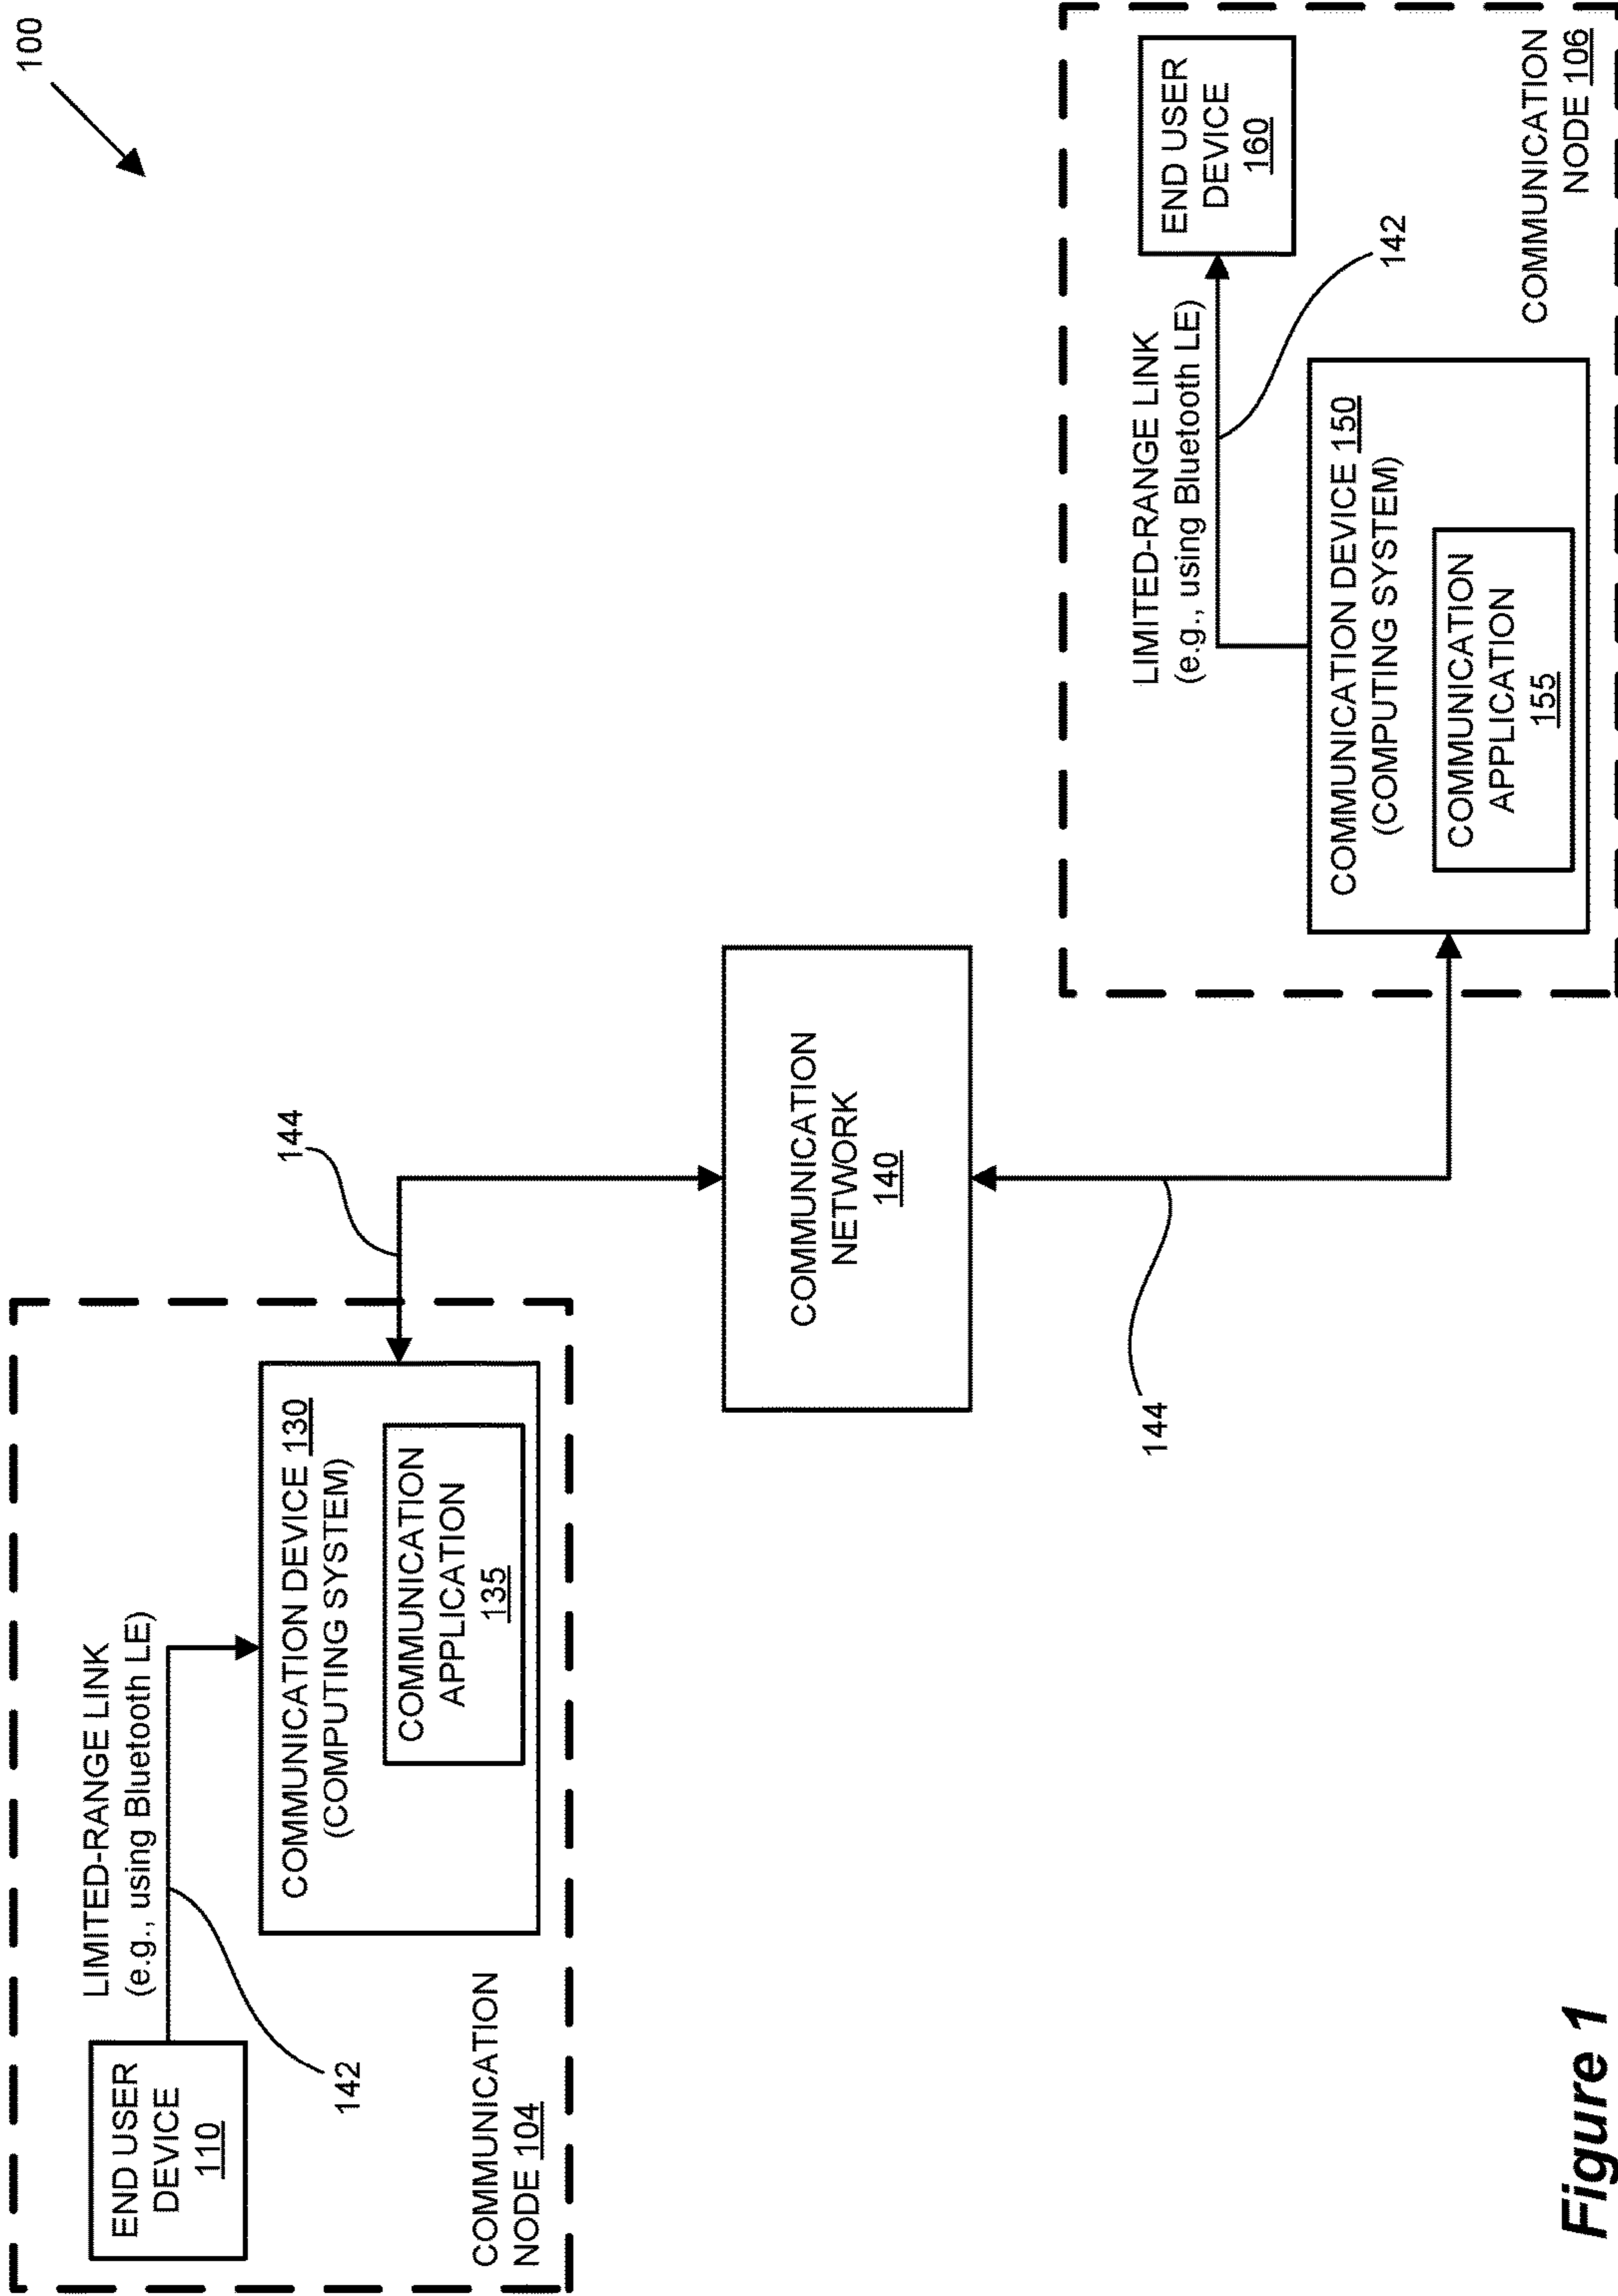 100
END USER
DEVICE
110
LIMITED-RANGE LINK
(e.g., using Bluetooth LE)
142
COMMUNICATION DEVICE 130
(COMPUTING SYSTEM)
COMMUNICATION
APPLICATION
135
COMMUNICATION
NODE 104
144
COMMUNICATION
NETWORK
140
144
LIMITED-RANGE LINK
(e.g., using Bluetooth LE)
END USER
DEVICE
160
142
COMMUNICATION DEVICE 150
(COMPUTING SYSTEM)
COMMUNICATION
APPLICATION
155
COMMUNICATION
NODE 106
Figure 1